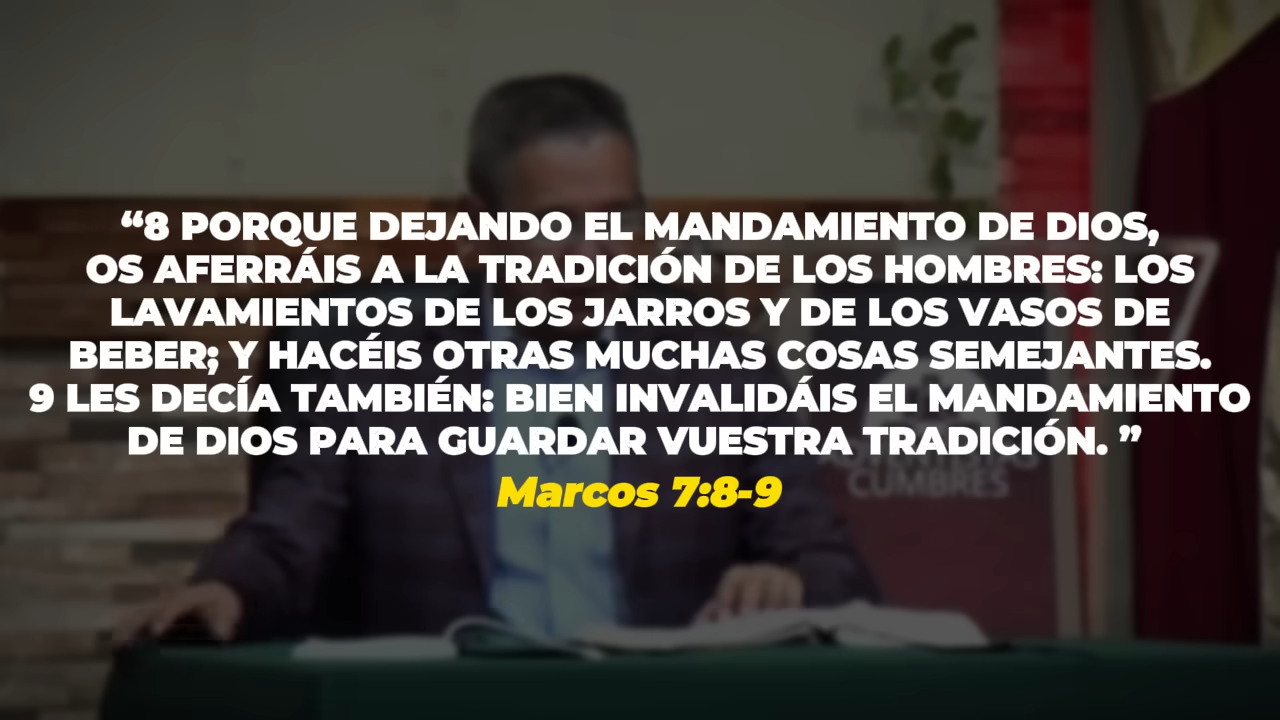 “8 PORQUE DEJANDO EL MANDAMIENTO DE DIOS,
OS AFERRÁIS A LA TRADICIÓN DE LOS HOMBRES: LOS
LAVAMIENTOS DE LOS JARROS Y DE LOS VASOS DE
BEBER; Y HACÉIS OTRAS MUCHAS COSAS SEMEJANTES.
9 LES DECÍA TAMBIÉN: BIEN INVALIDÁIS EL MANDAMIENTO
DE DIOS PARA GUARDAR VUESTRA TRADICIÓN. ”
Marcos 7:8-9
CUMBRES